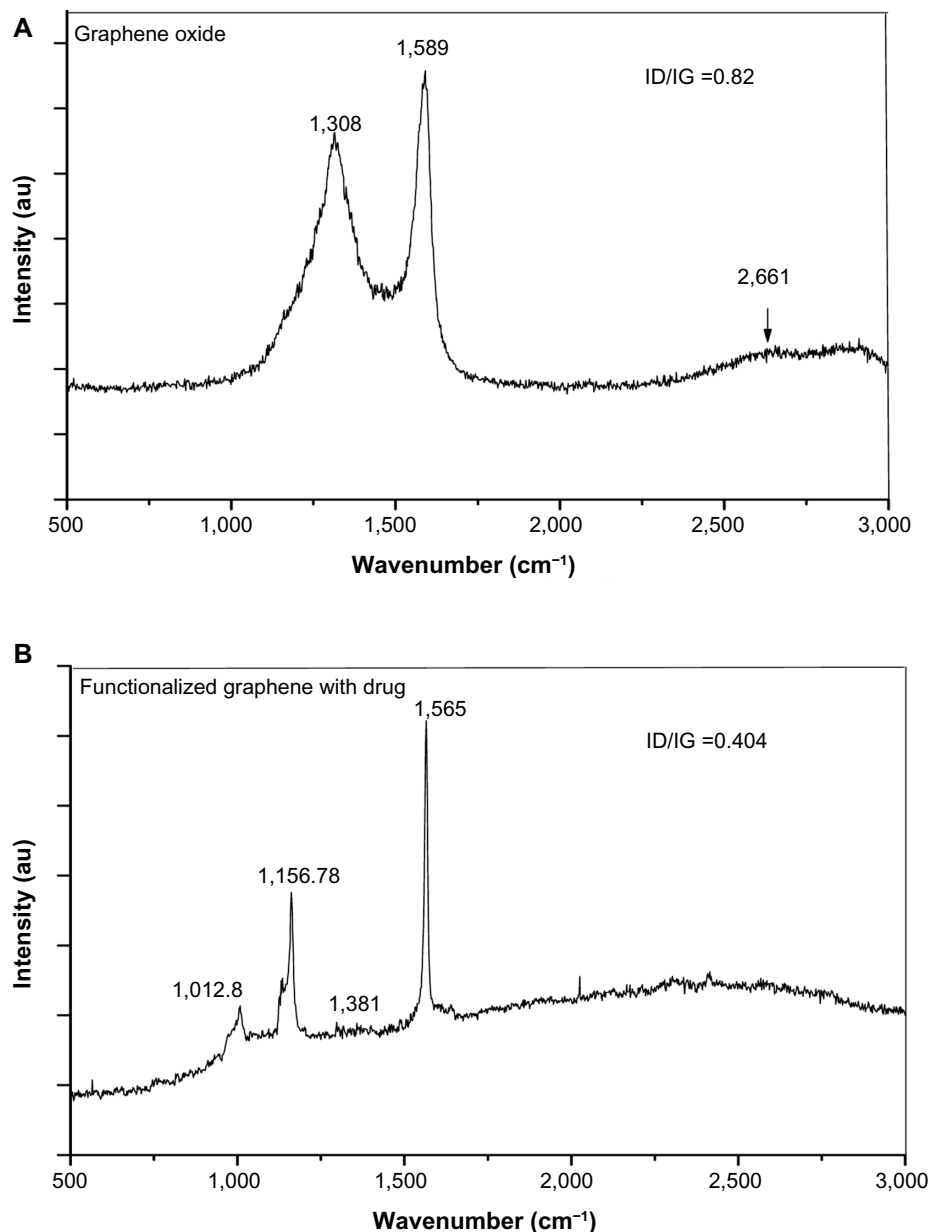 A
Graphene oxide
1,589
ID/IG =0.82
1,308
2,661
Intensity (au)
500
1,000
1,500
2,000
2,500
3,000
Wavenumber (cm⁻¹)
B
Functionalized graphene with drug
1,565
ID/IG =0.404
1,156.78
1,012.8
1,381
Intensity (au)
500
1,000
1,500
2,000
2,500
3,000
Wavenumber (cm⁻¹)